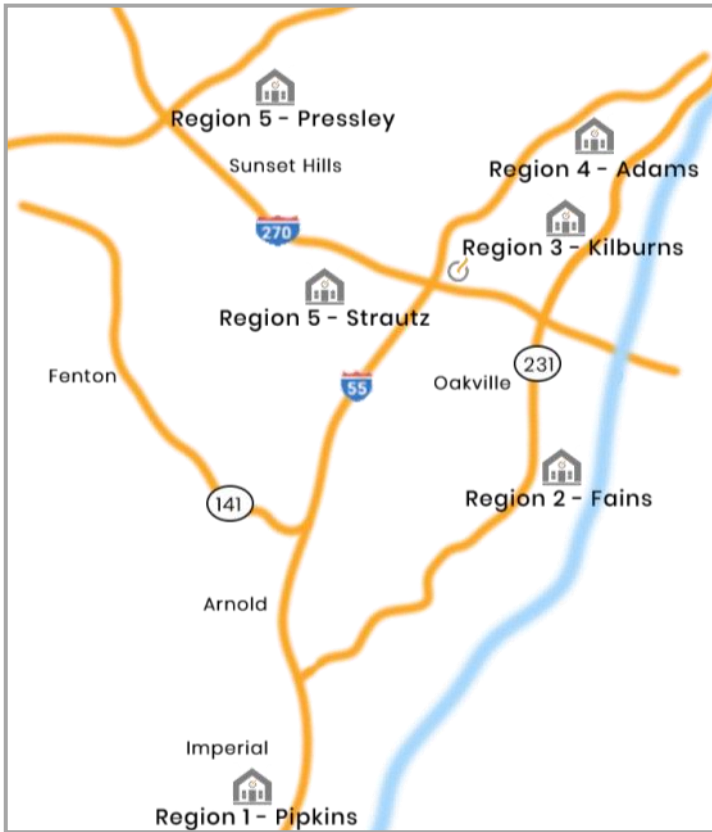 Region 5 - Pressley
Sunset Hills
Region 4 - Adams
270
Region 3 - Kilburns
Region 5 - Strautz
231
Fenton
55
Oakville
Region 2 - Fains
141
Arnold
Imperial
Region 1 - Pipkins